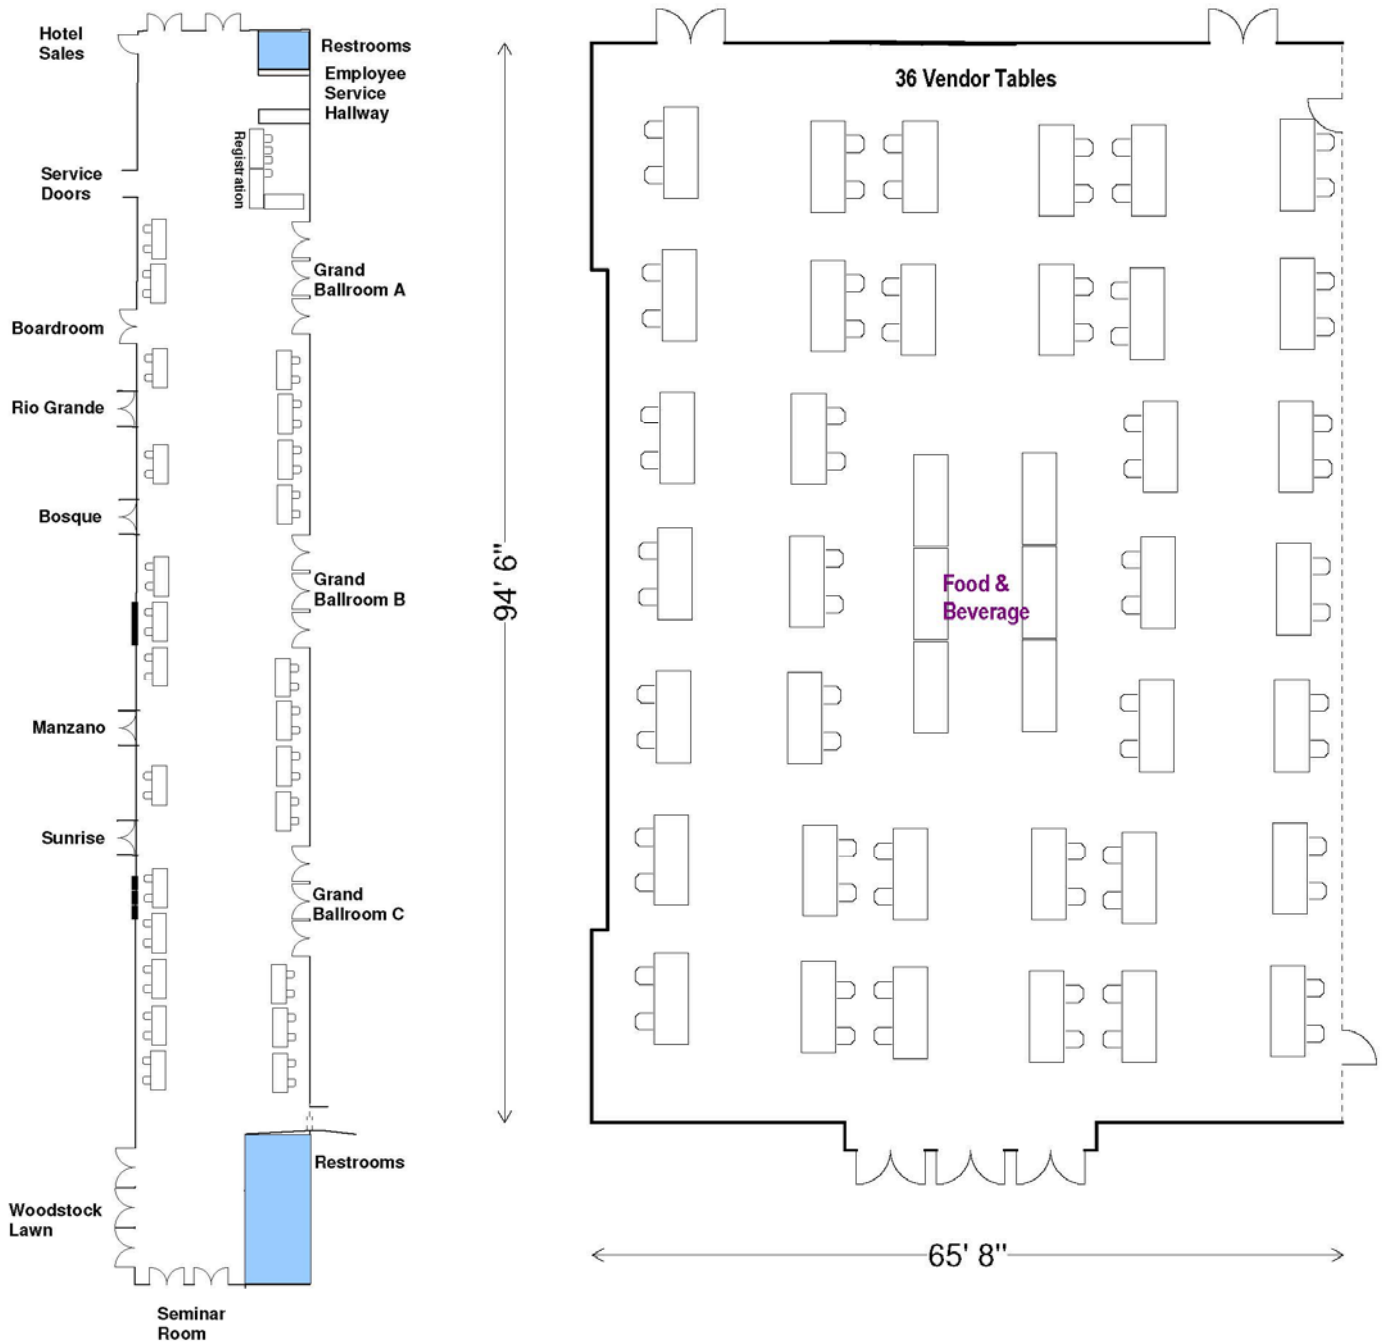 Hotel
Sales
Restrooms
Employee
Service
Hallway
Registration
Service
Doors
Grand
Ballroom A
Boardroom
Rio Grande
Bosque
Grand
Ballroom B
Manzano
Sunrise
Grand
Ballroom C
Restrooms
Woodstock
Lawn
Seminar
Room
94' 6"
36 Vendor Tables
Food &
Beverage
65' 8"